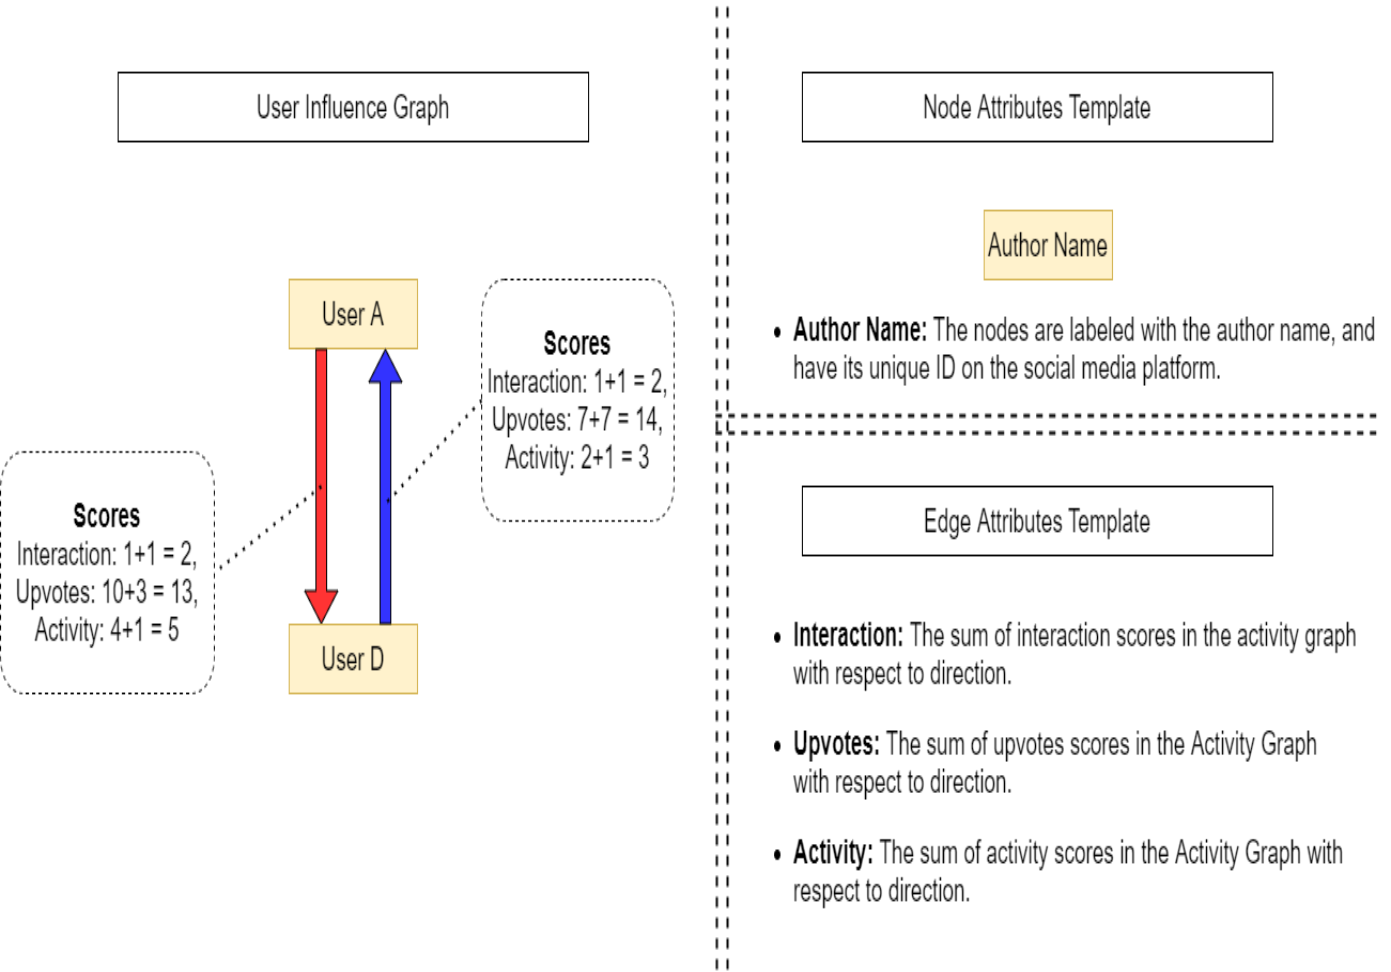 User Influence Graph
User A
Scores
Interaction: 1+1 = 2,
Upvotes: 7+7 = 14,
Activity: 2+1 = 3
Scores
Interaction: 1+1 = 2,
Upvotes: 10+3 = 13,
Activity: 4+1 = 5
User D
Node Attributes Template
Author Name
• Author Name: The nodes are labeled with the author name, and
have its unique ID on the social media platform.
Edge Attributes Template
• Interaction: The sum of interaction scores in the activity graph
with respect to direction.
• Upvotes: The sum of upvotes scores in the Activity Graph
with respect to direction.
• Activity: The sum of activity scores in the Activity Graph with
respect to direction.